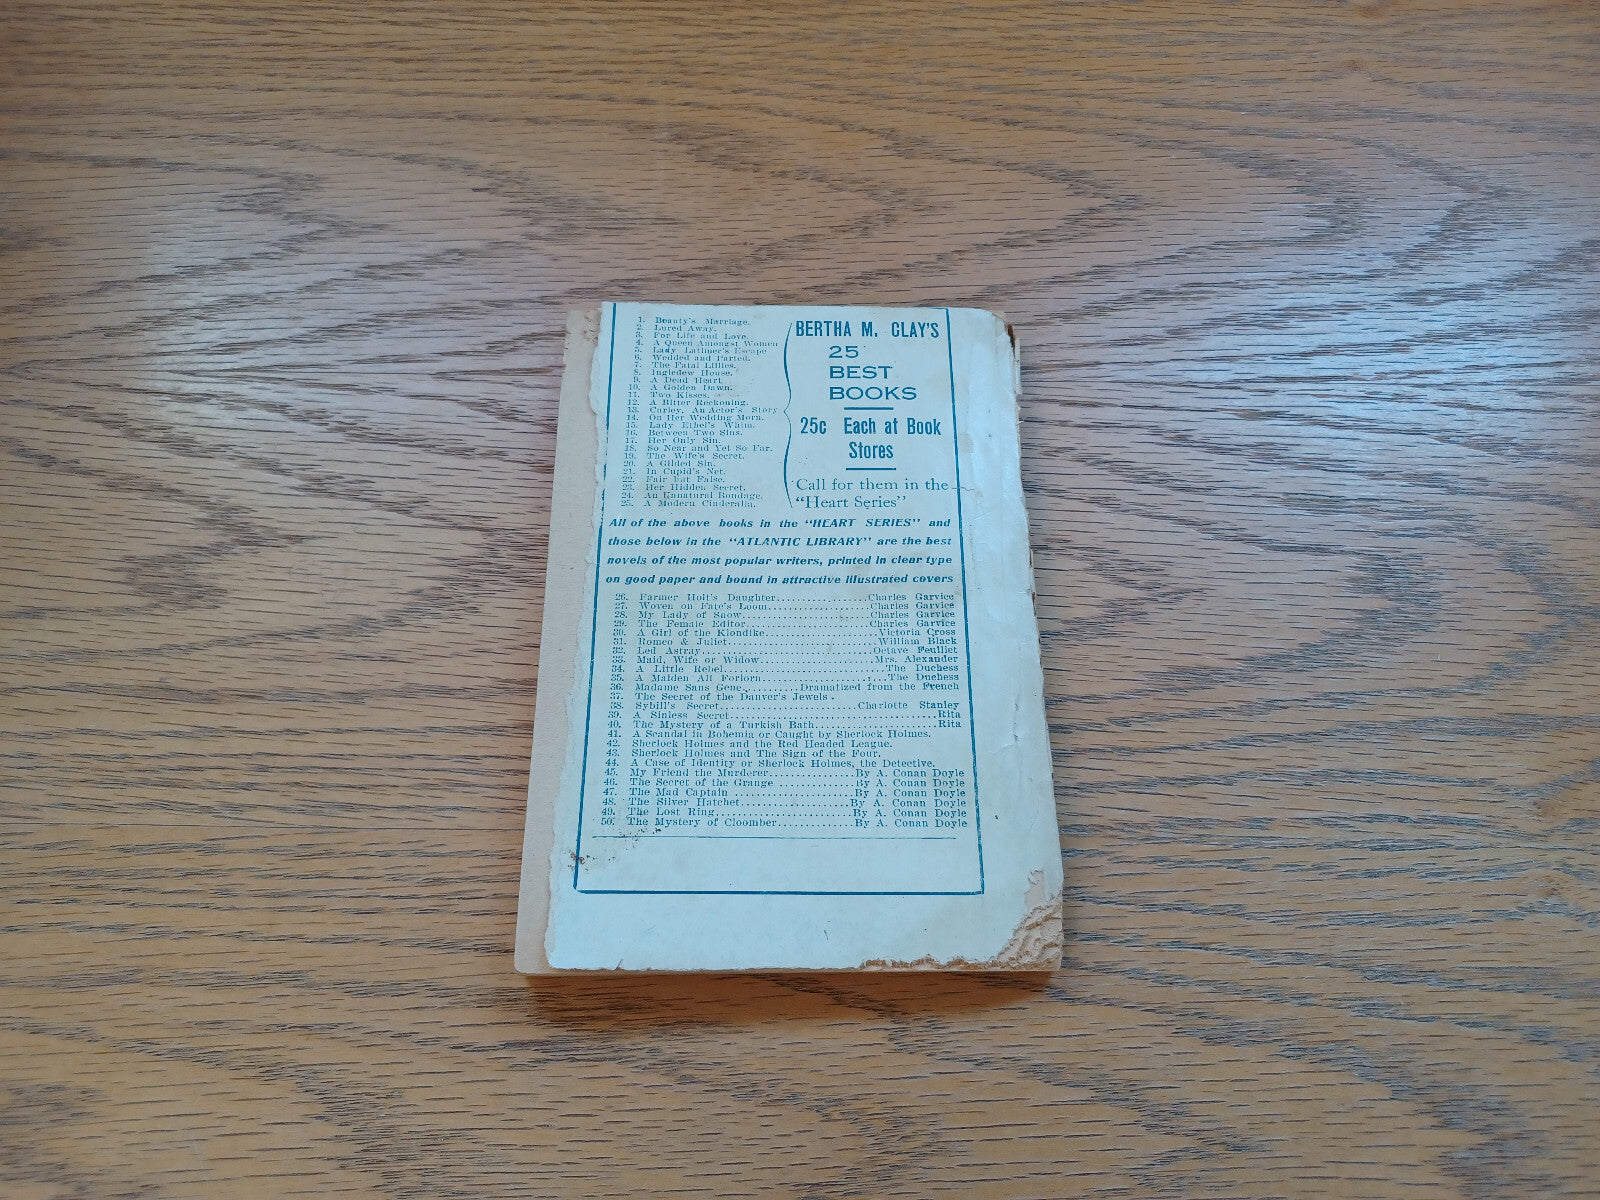 1. Beauty's Marriage.
2. Lured Away.
3. For Life and Love.
4. A Queen Amongst Women
5. Lady Latimer's Escape
6. Wedded and Parted.
7. The Fatal Lillies.
8. Ingledew House.
9. A Dead Heart
10. A Golden Dawn.
11. Two Kisses.
12. A Bitter Reckoning.
13. Curley, An Actor's Story
14. On Her Wedding Morn.
15. Lady Ethel's Whim.
16. Between Two Sins.
17. Her Only Sin.
18. So Near and Yet So Far.
19. The Wife's Secret.
20. A Gilded Sin.
21. In Cupid's Net.
22. Fair but False.
23. Her Hidden Secret.
24. An Unnatural Bondage.
25. A Modern Cinderella.
BERTHA M. CLAY'S
25
BEST
BOOKS
25c Each at Book
Stores
Call for them in the
"Heart Series"
All of the above books in the "HEART SERIES" and
those below in the "ATLANTIC LIBRARY" are the best
novels of the most popular writers, printed in clear type
on good paper and bound in attractive illustrated covers
26. Farmer Holt's Daughter...............Charles Garvice
27. Woven on Fate's Loom.................Charles Garvice
28. My Lady of Snow.....................Charles Garvice
29. The Female Editor....................Charles Garvice
30. A Girl of the Klondike..................Victoria Cross
31. Romeo & Juliet........................William Black
32. Led Astray...........................Octave Feuillet
33. Maid, Wife or Widow..................Mrs. Alexander
34. A Little Rebel..........................The Duchess
35. A Maiden All Forlorn....................The Duchess
36. Madame Sans Gene..........Dramatized from the French
37. The Secret of the Danver's Jewels.
38. Sybill's Secret......................Charlotte Stanley
39. A Sinless Secret..................................Rita
40. The Mystery of a Turkish Bath....................Rita
41. A Scandal in Bohemia or Caught by Sherlock Holmes.
42. Sherlock Holmes and the Red Headed League.
43. Sherlock Holmes and The Sign of the Four.
44. A Case of Identity or Sherlock Holmes, the Detective.
45. My Friend the Murderer..............By A. Conan Doyle
46. The Secret of the Grange .............By A. Conan Doyle
47. The Mad Captain ....................By A. Conan Doyle
48. The Silver Hatchet...................By A. Conan Doyle
49. The Lost Ring.......................By A. Conan Doyle
50. The Mystery of Cloomber.............By A. Conan Doyle